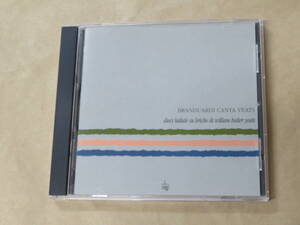 BRANDUARDI CANTA YEATS
dieci ballate su liriche di william butler yeats